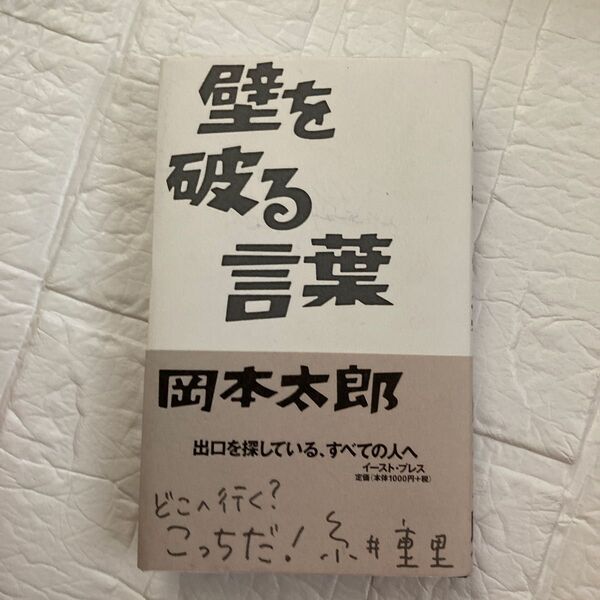 壁を
破る
言葉
岡本太郎
出口を探している、すべての人へ
イースト・プレス
定価(本体1000円+税)
どこへ行く?
こっちだ! 糸井重里